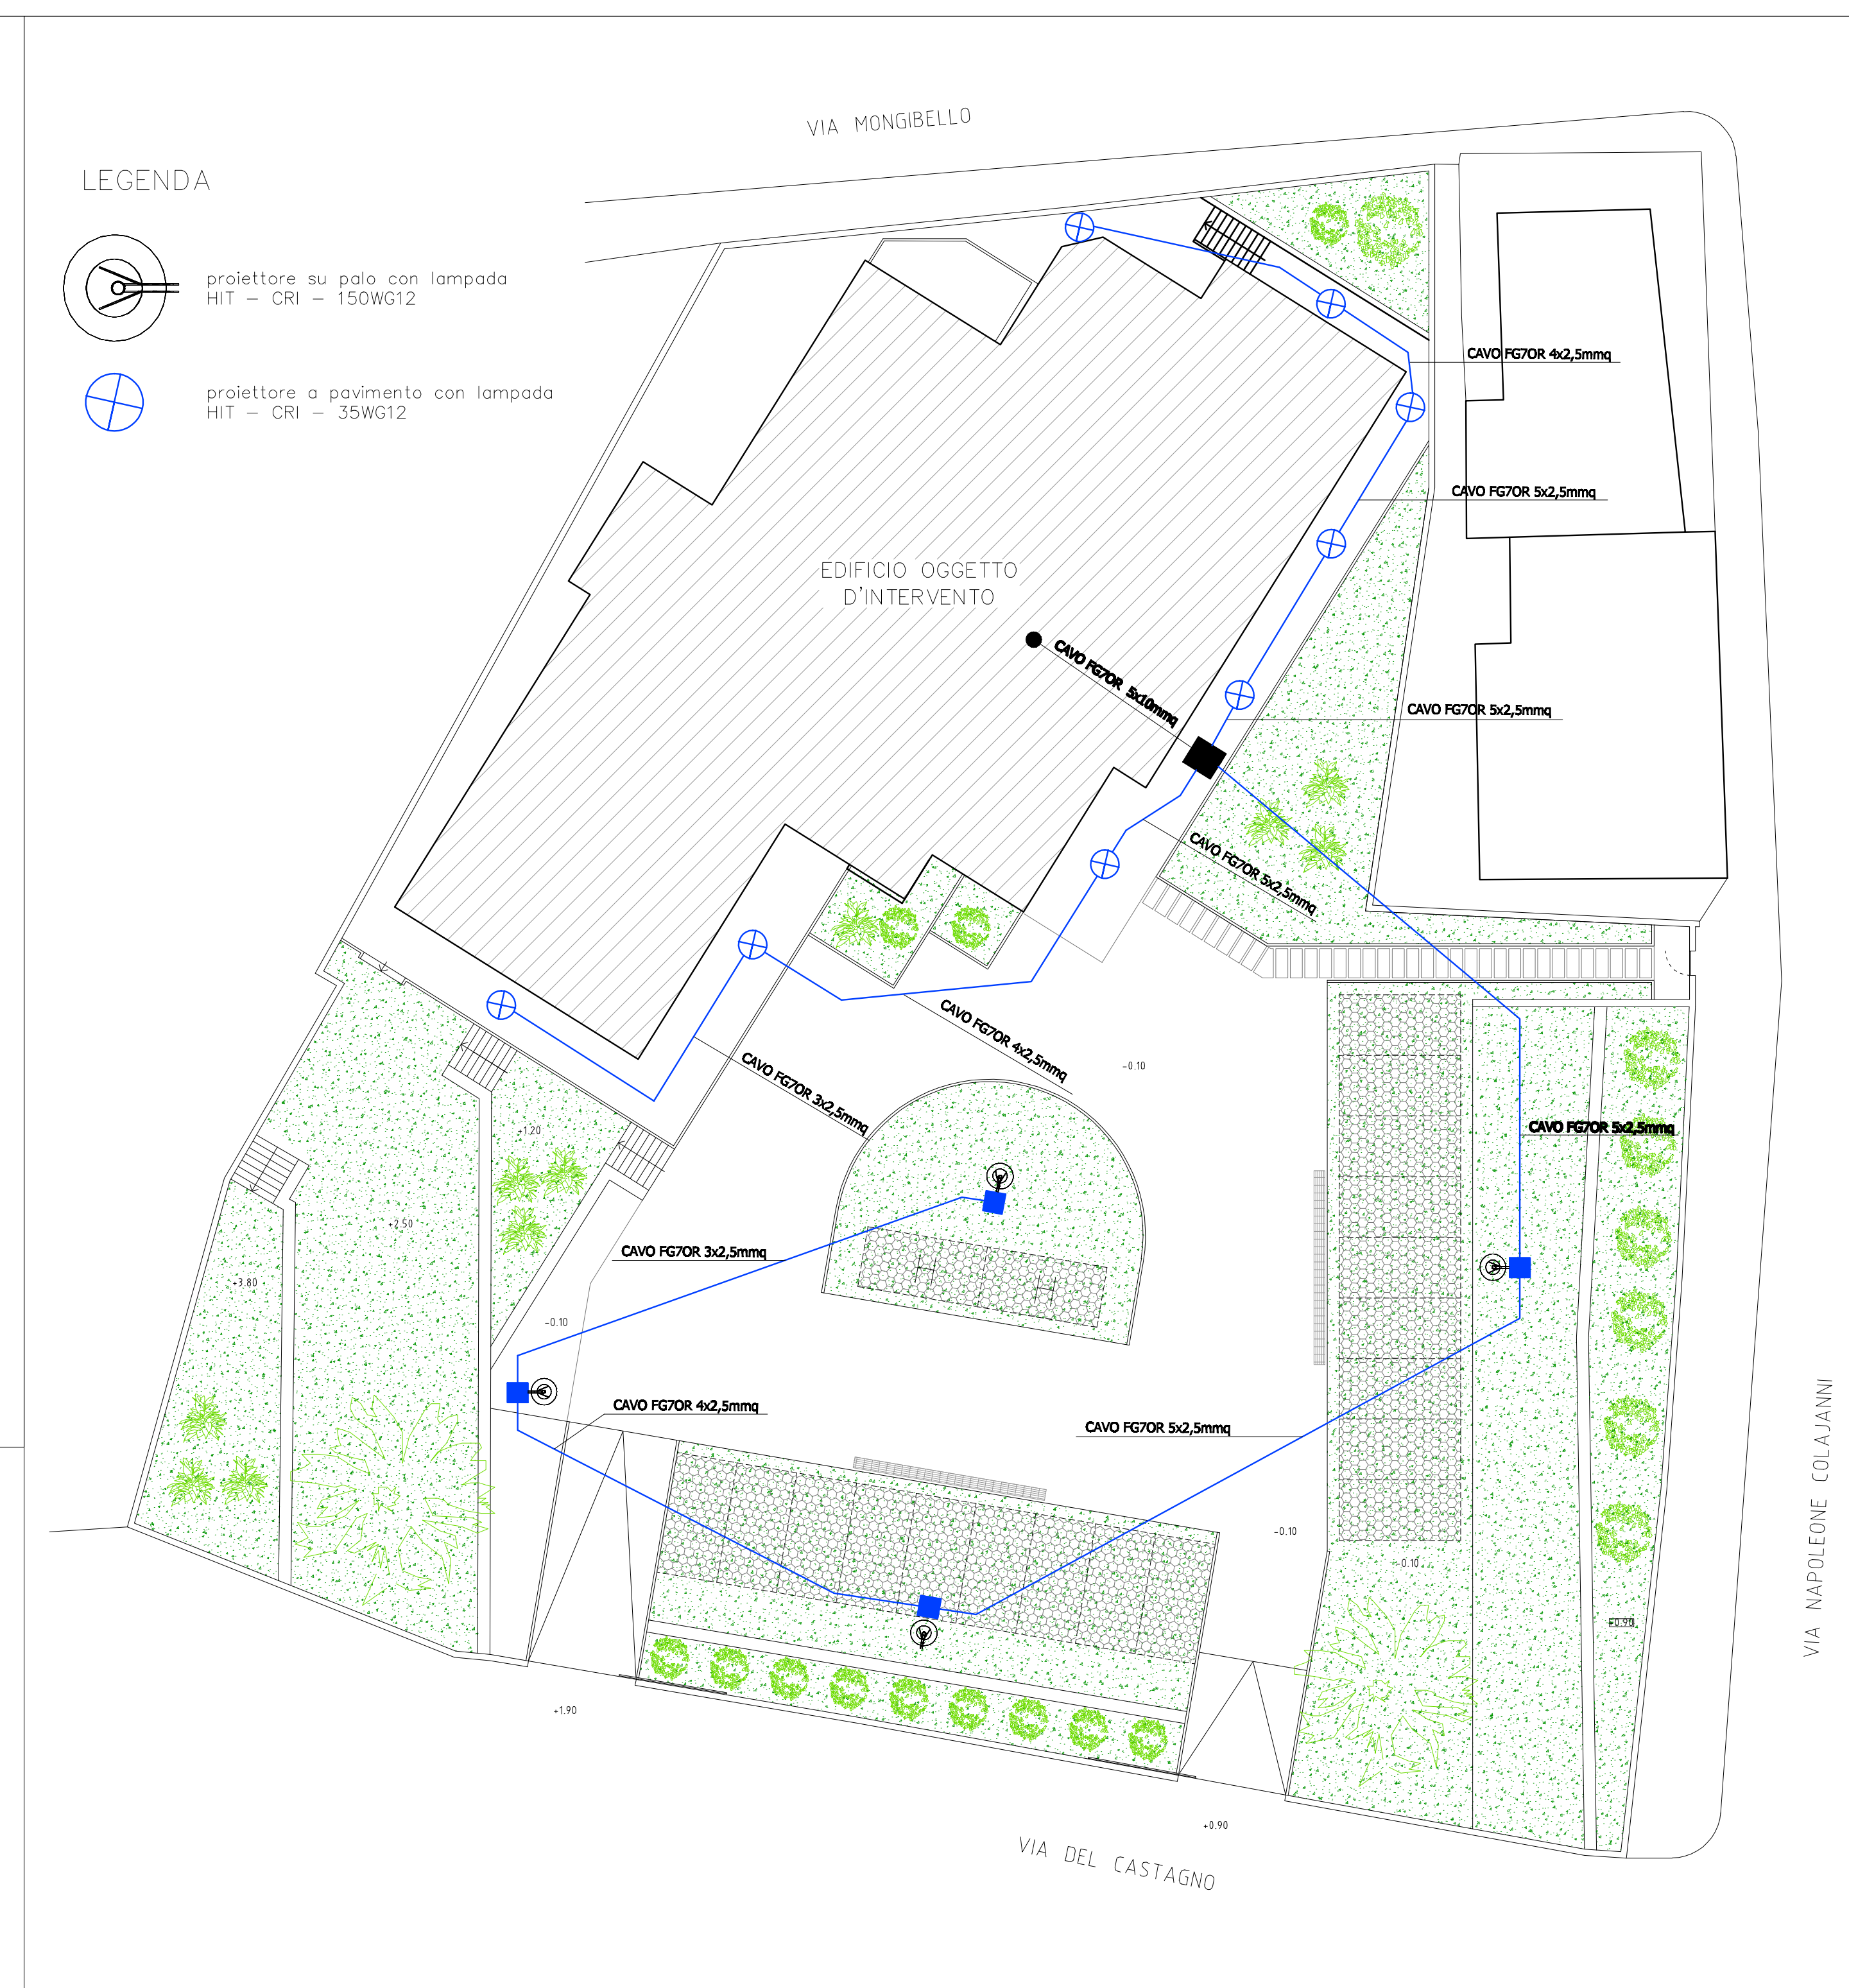 VIA MONGIBELLO
LEGENDA
proiettore su palo con lampada
HIT - CRI - 150WG12
proiettore a pavimento con lampada
HIT - CRI - 35WG12
CAVO FG7OR 4x2,5mmq
CAVO FG7OR 5x2,5mmq
EDIFICIO OGGETTO
D'INTERVENTO
CAVO FG7OR 5x10mmq
CAVO FG7OR 5x2,5mmq
CAVO FG7OR 5x2,5mmq
CAVO FG7OR 4x2,5mmq
CAVO FG7OR 3x2,5mmq
-0.10
+1.20
CAVO FG7OR 5x2,5mmq
+2.50
CAVO FG7OR 3x2,5mmq
+3.80
-0.10
CAVO FG7OR 4x2,5mmq
CAVO FG7OR 5x2,5mmq
-0.10
-0.10
VIA NAPOLEONE COLAJANNI
+0.90
+1.90
+0.90
VIA DEL CASTAGNO